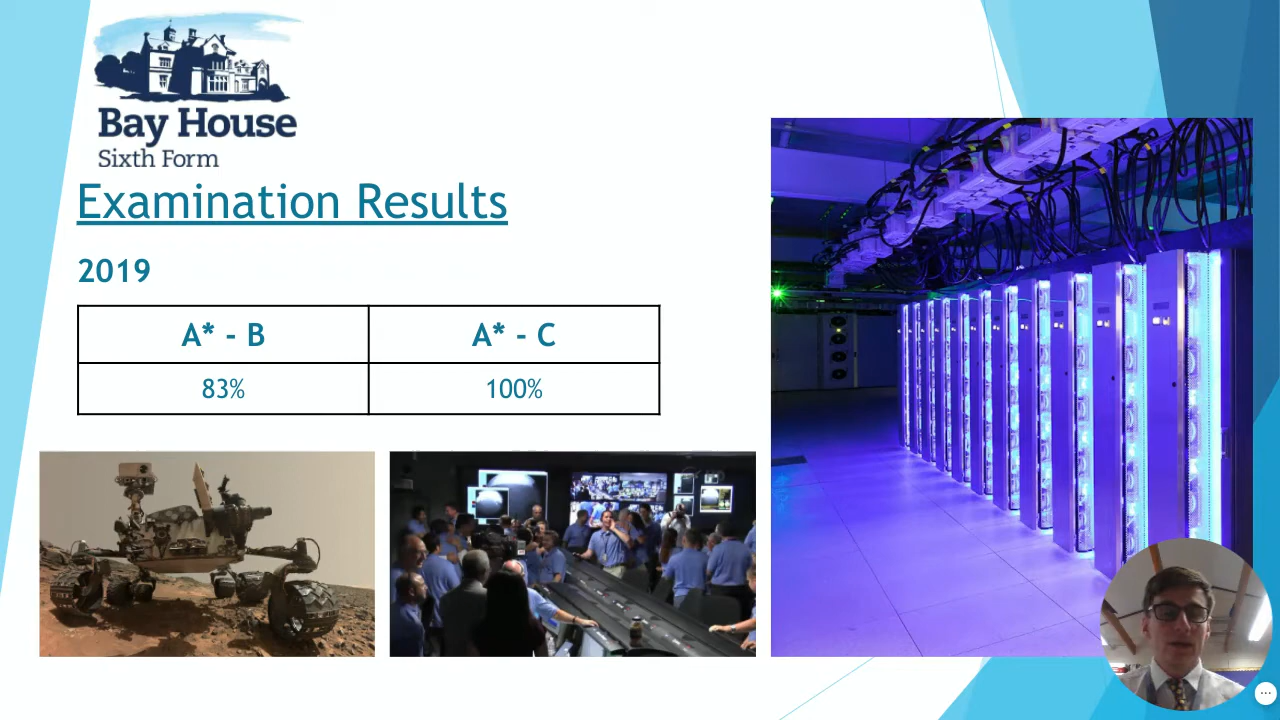 Bay House
Sixth Form
Examination Results
2019
A* - B
A* - C
83%
100%